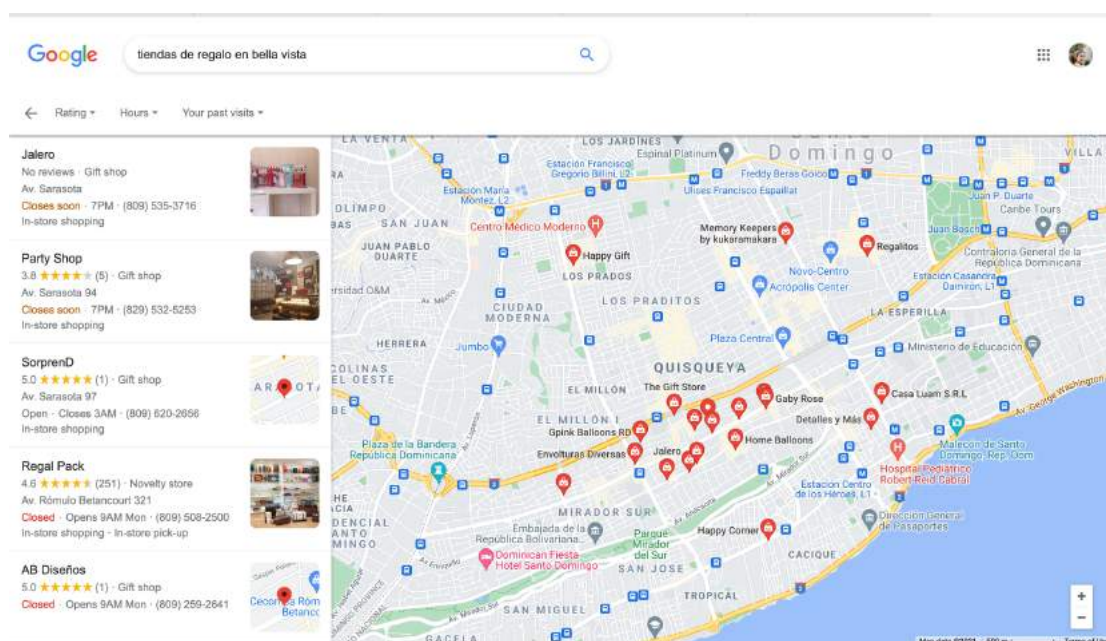 Google
tiendas de regalo en bella vista
Rating
Hours
Your past visits
Jalero
No reviews · Gift shop
Av. Sarasota
Closes soon · 7PM · (809) 535-3716
In-store shopping
Party Shop
3.8 ★★★★★ (5) · Gift shop
Av. Sarasota 94
Closes soon · 7PM · (829) 532-5253
In-store shopping
SorprenD
5.0 ★★★★★ (1) · Gift shop
Av. Sarasota 97
Open · Closes 3AM · (809) 620-2656
In-store shopping
Regal Pack
4.6 ★★★★★ (251) · Novelty store
Av. Rómulo Betancourt 321
Closed · Opens 9AM Mon · (809) 508-2500
In-store shopping · In-store pick-up
AB Diseños
5.0 ★★★★★ (1) · Gift shop
Closed · Opens 9AM Mon · (809) 259-2641
LA VENTA
LOS JARDINES
Espinal Platinum
Domingo
VILLA
Estación Francisco
Gregorio Billini, L2
Freddy Beras Goico
Ulises Francisco Espaillat
Estación María
Montez, L2
Juan P. Duarte
Caribe Tours
OLIMPO
SAN JUAN
Centro Médico Moderno
Memory Keepers
by kukaramakara
Juan Bosch
JUAN PABLO
DUARTE
Happy Gift
Regalitos
Contraloría General de la
República Dominicana
LOS PRADOS
Novo-Centro
Acrópolis Center
Estación Casandra
Damirón, L1
Av. México
CIUDAD
MODERNA
LOS PRADITOS
LA ESPERILLA
HERRERA
Jumbo
Plaza Central
Ministerio de Educación
COLINAS
EL OESTE
QUISQUEYA
EL MILLÓN
The Gift Store
Gaby Rose
Casa Luam S.R.L
Av. George Washington
EL MILLÓN I
Gpink Balloons RD
Detalles y Más
Plaza de la Bandera
República Dominicana
Envolturas Diversas
Jalero
Home Balloons
Malecón de Santo
Domingo, Rep. Dom
Hospital Pediátrico
Robert Reid Cabral
Estacion Centro
de los Héroes, L1
MIRADOR SUR
Av. Anacaona
Embajada de la
República Bolivariana...
Parque
Mirador
del Sur
Happy Corner
Dirección General
de Pasaportes
Dominican Fiesta
Hotel Santo Domingo
SAN JOSE
CACIQUE
TROPICAL
SAN MIGUEL
GACELA